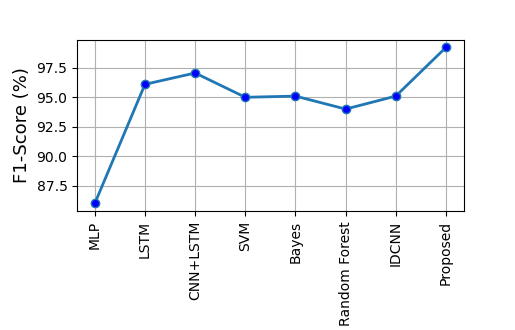 F1-Score (%)
97.5
95.0
92.5
90.0
87.5
MLP
LSTM
CNN+LSTM
SVM
Bayes
Random Forest
IDCNN
Proposed